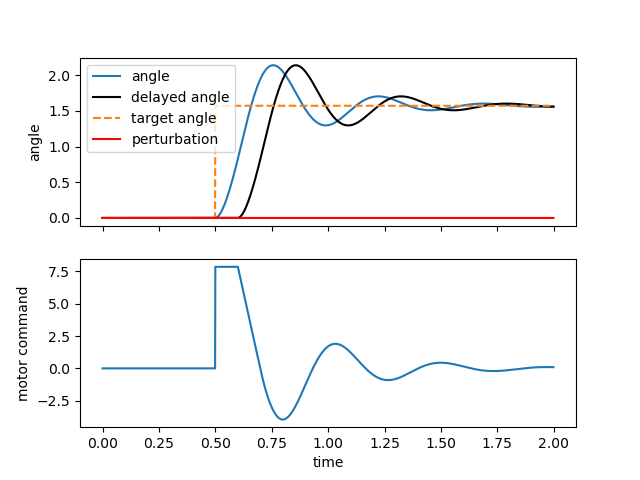 angle
delayed angle
target angle
perturbation
2.0
1.5
1.0
0.5
0.0
angle
7.5
5.0
2.5
0.0
−2.5
motor command
0.00 0.25 0.50 0.75 1.00 1.25 1.50 1.75 2.00
time